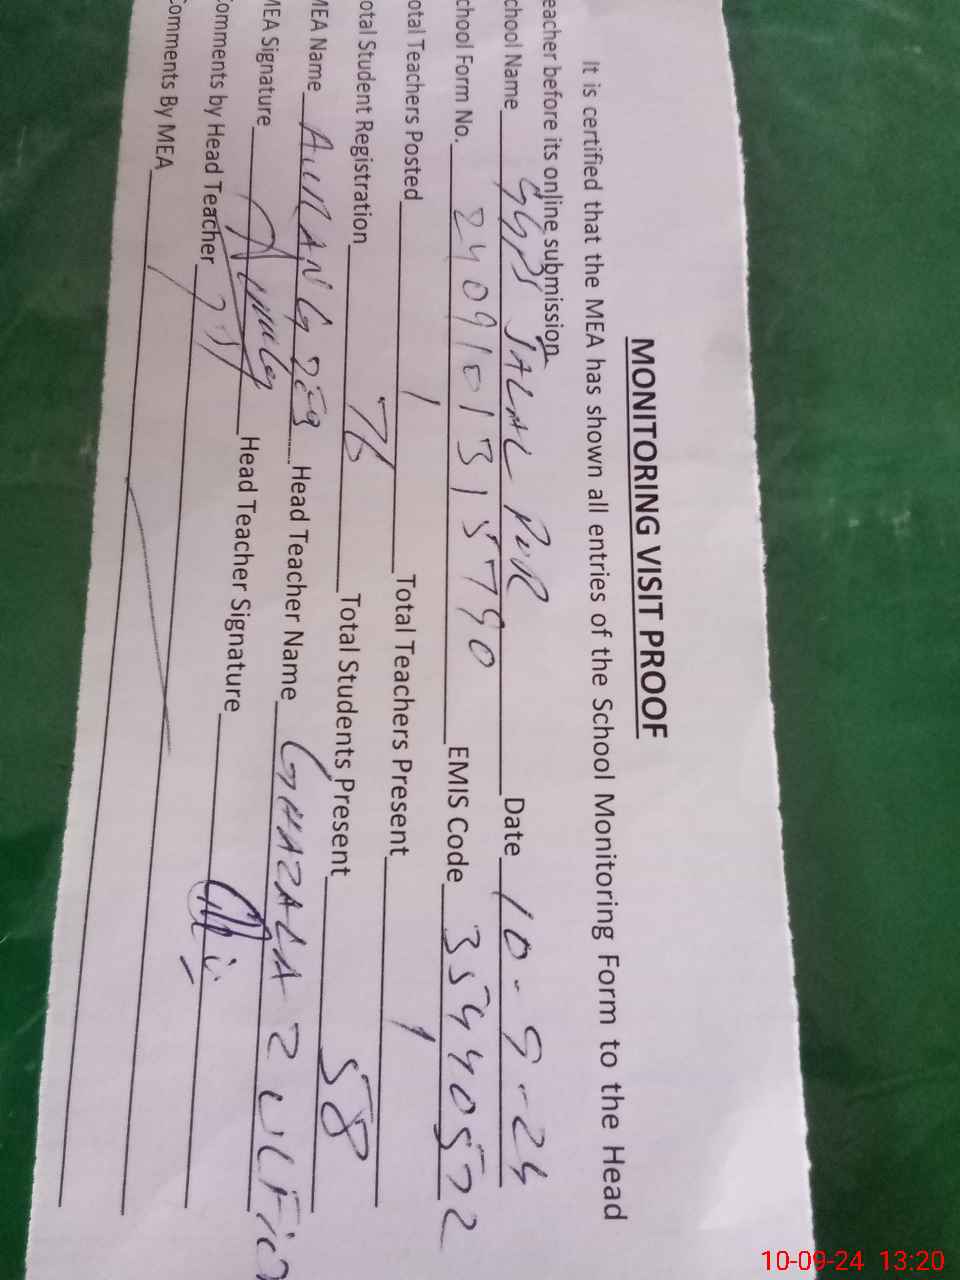 MONITORING VISIT PROOF
It is certified that the MEA has shown all entries of the School Monitoring Form to the Head
eacher before its online submission
chool Name GGPS JALAL PUR Date 10-9-24
chool Form No. 2409101315790 EMIS Code 35440572
otal Teachers Posted 1 Total Teachers Present 1
otal Student Registration 76 Total Students Present 58
MEA Name AURANGZEB Head Teacher Name GHAZALA ZULFIQ
MEA Signature Head Teacher Signature
omments by Head Teacher
omments By MEA
10-09-24 13:20